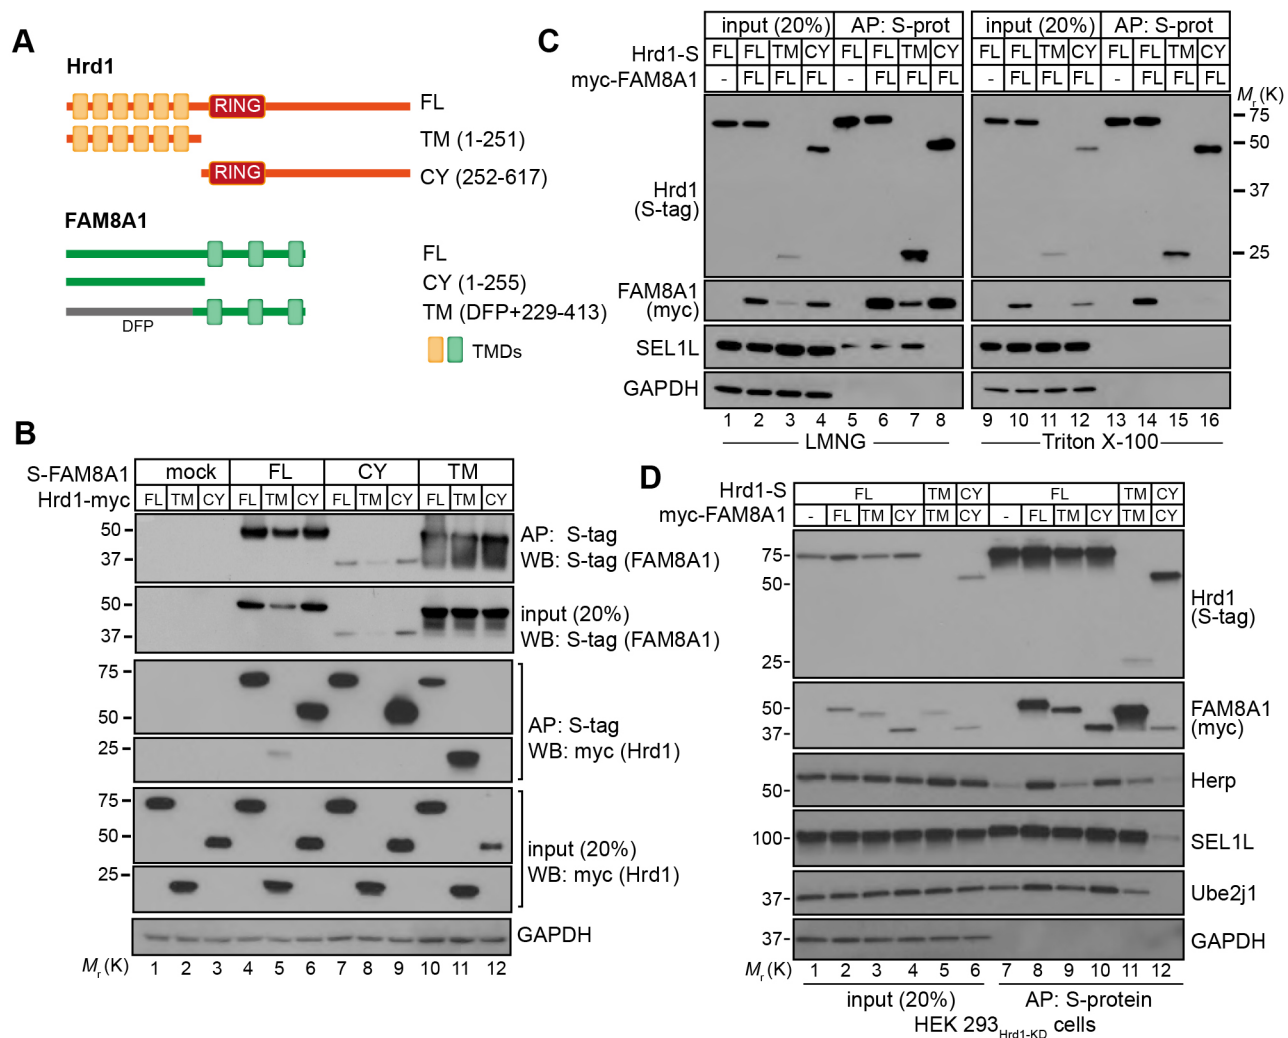 A
Hrd1
RING
FL
TM (1-251)
RING
CY (252-617)
FAM8A1
FL
CY (1-255)
TM (DFP+229-413)
DFP
TMDs
B
S-FAM8A1 mock FL CY TM
Hrd1-myc FL TM CY FL TM CY FL TM CY FL TM CY
50
37
AP: S-tag
WB: S-tag (FAM8A1)
50
37
input (20%)
WB: S-tag (FAM8A1)
75
50
25
AP: S-tag
WB: myc (Hrd1)
75
50
25
input (20%)
WB: myc (Hrd1)
GAPDH
Mr (K) 1 2 3 4 5 6 7 8 9 10 11 12
C
input (20%) AP: S-prot input (20%) AP: S-prot
Hrd1-S FL FL TM CY FL FL TM CY FL FL TM CY FL FL TM CY
myc-FAM8A1 - FL FL FL - FL FL FL - FL FL FL - FL FL FL
Mr (K)
75
50
37
25
Hrd1
(S-tag)
FAM8A1
(myc)
SEL1L
GAPDH
1 2 3 4 5 6 7 8 9 10 11 12 13 14 15 16
LMNG Triton X-100
D
Hrd1-S FL TM CY FL TM CY
myc-FAM8A1 - FL TM CY TM CY - FL TM CY TM CY
75
50
25
Hrd1
(S-tag)
50
37
FAM8A1
(myc)
50
Herp
100
SEL1L
37
Ube2j1
37
GAPDH
Mr (K) 1 2 3 4 5 6 7 8 9 10 11 12
input (20%) AP: S-protein
HEK 293Hrd1-KD cells